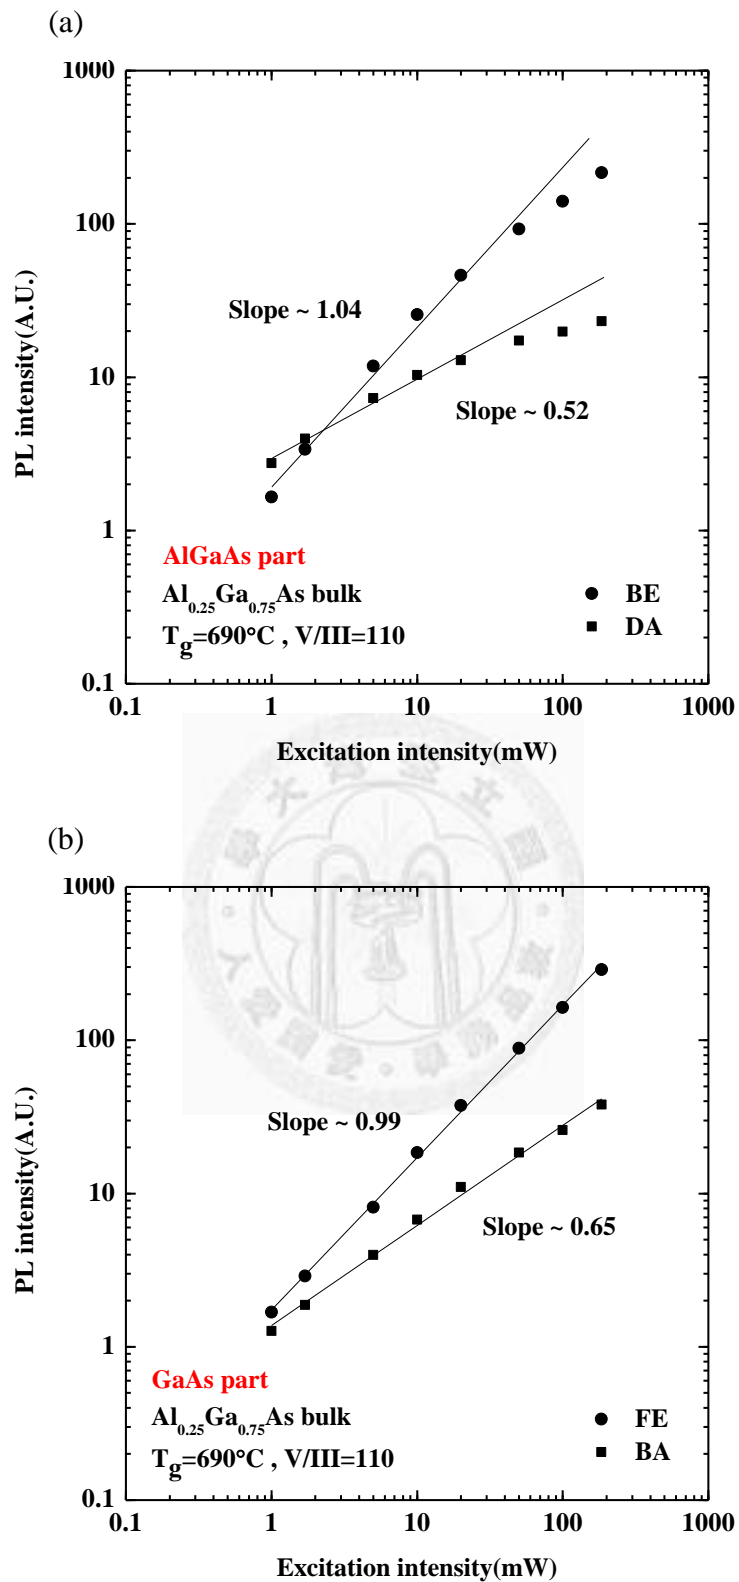 (a)
1000
100
10
1
0.1
PL intensity(A.U.)
Slope ~ 1.04
Slope ~ 0.52
AlGaAs part
Al0.25Ga0.75As bulk
Tg=690°C , V/III=110
BE
DA
0.1 1 10 100 1000
Excitation intensity(mW)
(b)
1000
100
10
1
0.1
PL intensity(A.U.)
Slope ~ 0.99
Slope ~ 0.65
GaAs part
Al0.25Ga0.75As bulk
Tg=690°C , V/III=110
FE
BA
0.1 1 10 100 1000
Excitation intensity(mW)